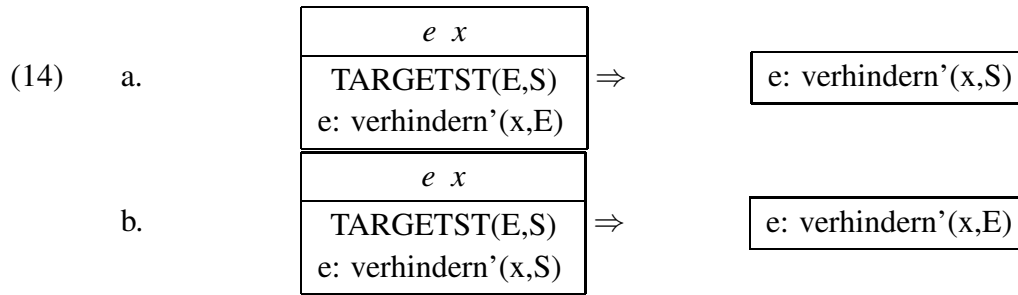 e x
(14) a. TARGETST(E,S) ⇒ e: verhindern’(x,S)
e: verhindern’(x,E)
e x
b. TARGETST(E,S) ⇒ e: verhindern’(x,E)
e: verhindern’(x,S)